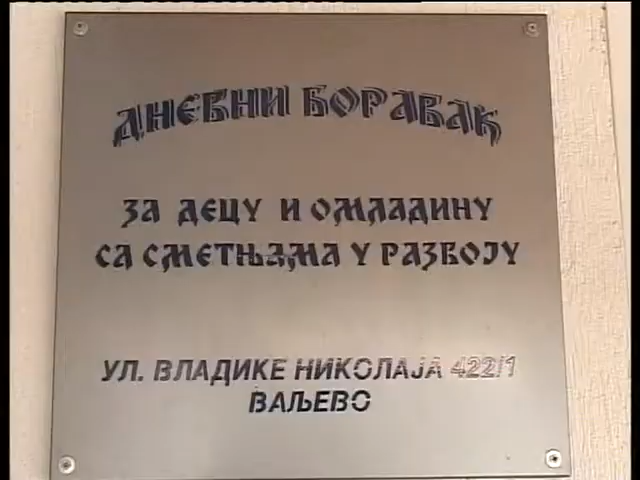 ДНЕВНИ БОРАВАК
ЗА ДЕЦУ И ОМЛАДИНУ
СА СМЕТЊАМА У РАЗВОЈУ
УЛ. ВЛАДИКЕ НИКОЛАЈА 422/1
ВАЉЕВО